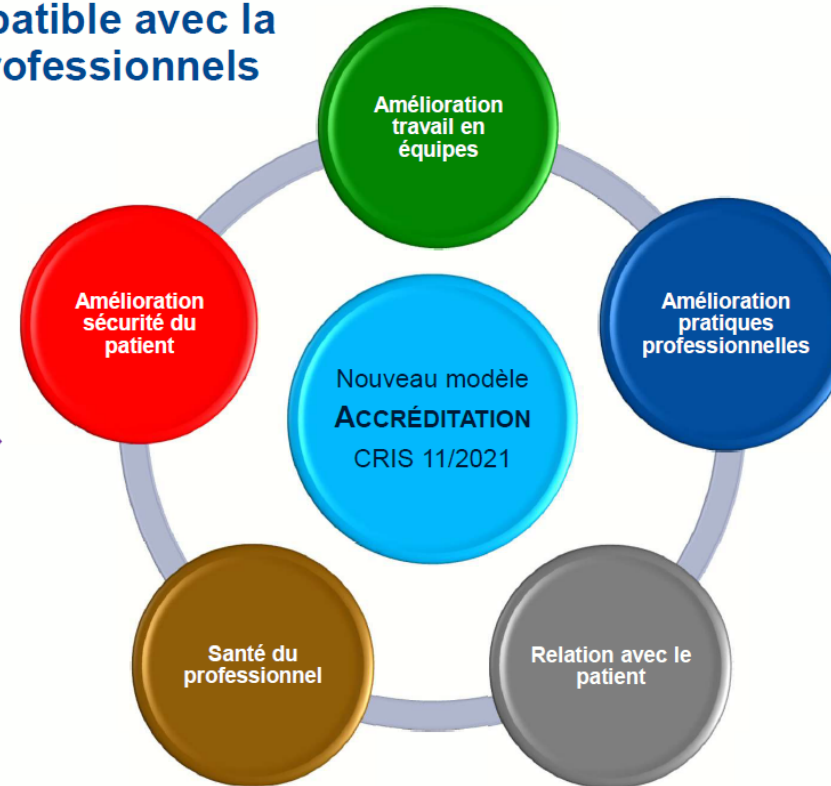 patible avec la
rofessionnels
Amélioration
travail en
équipes
Amélioration
sécurité du
patient
Amélioration
pratiques
professionnelles
Nouveau modèle
ACCRÉDITATION
CRIS 11/2021
Santé du
professionnel
Relation avec le
patient